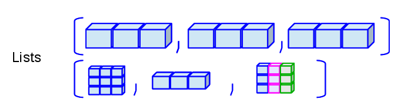 Lists
[ , , ]
[ , , ]